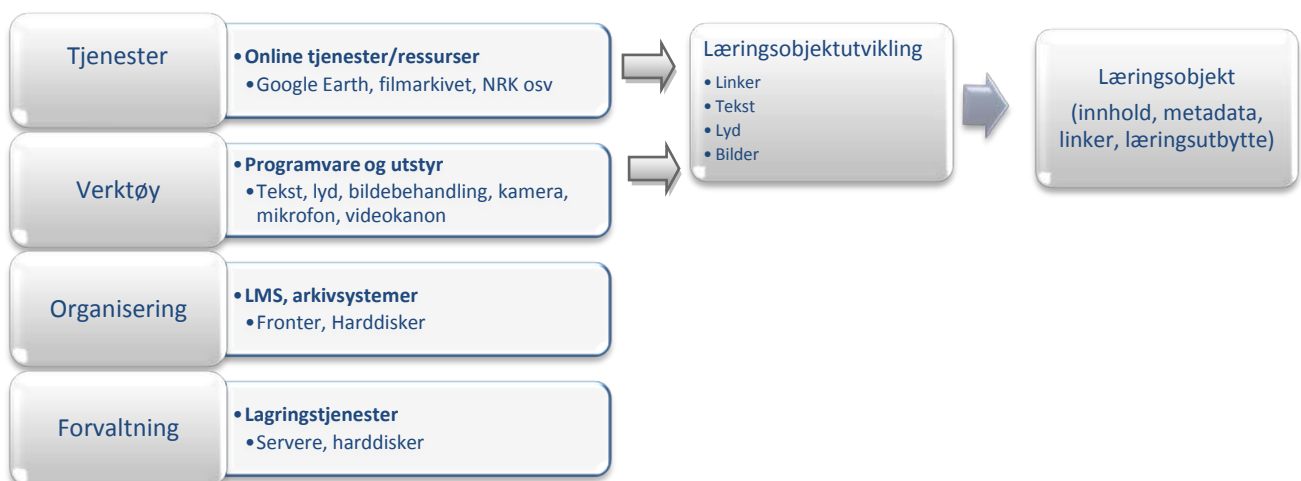 Tjenester
• Online tjenester/ressurser
• Google Earth, filmarkivet, NRK osv
Verktøy
• Programvare og utstyr
• Tekst, lyd, bildebehandling, kamera,
mikrofon, videokanon
Organisering
• LMS, arkivsystemer
• Fronter, Harddisker
Forvaltning
• Lagringstjenester
• Servere, harddisker
Læringsobjektutvikling
• Linker
• Tekst
• Lyd
• Bilder
Læringsobjekt
(innhold, metadata,
linker, læringsutbytte)